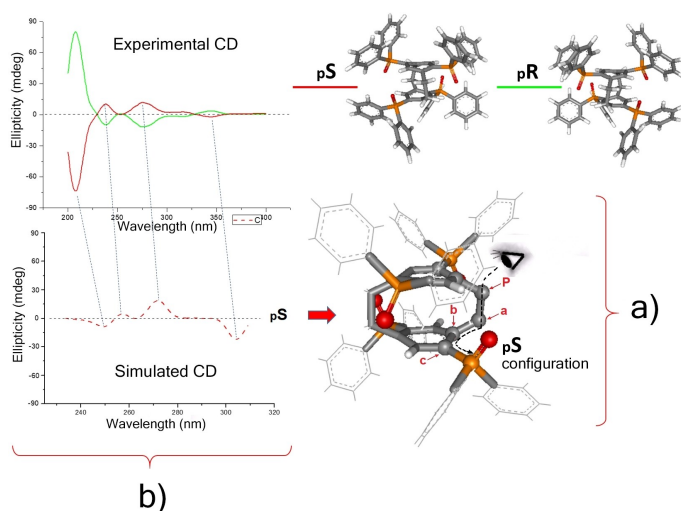 Experimental CD
Ellipticity (mdeg)
90
60
30
0
-30
-60
-90
200
250
300
350
400
Wavelength (nm)
C
pS
pR
Ellipticity (mdeg)
90
60
30
0
-30
-60
-90
Simulated CD
240
260
280
300
320
Wavelength (nm)
pS
P
a
b
c
pS
configuration
a)
b)